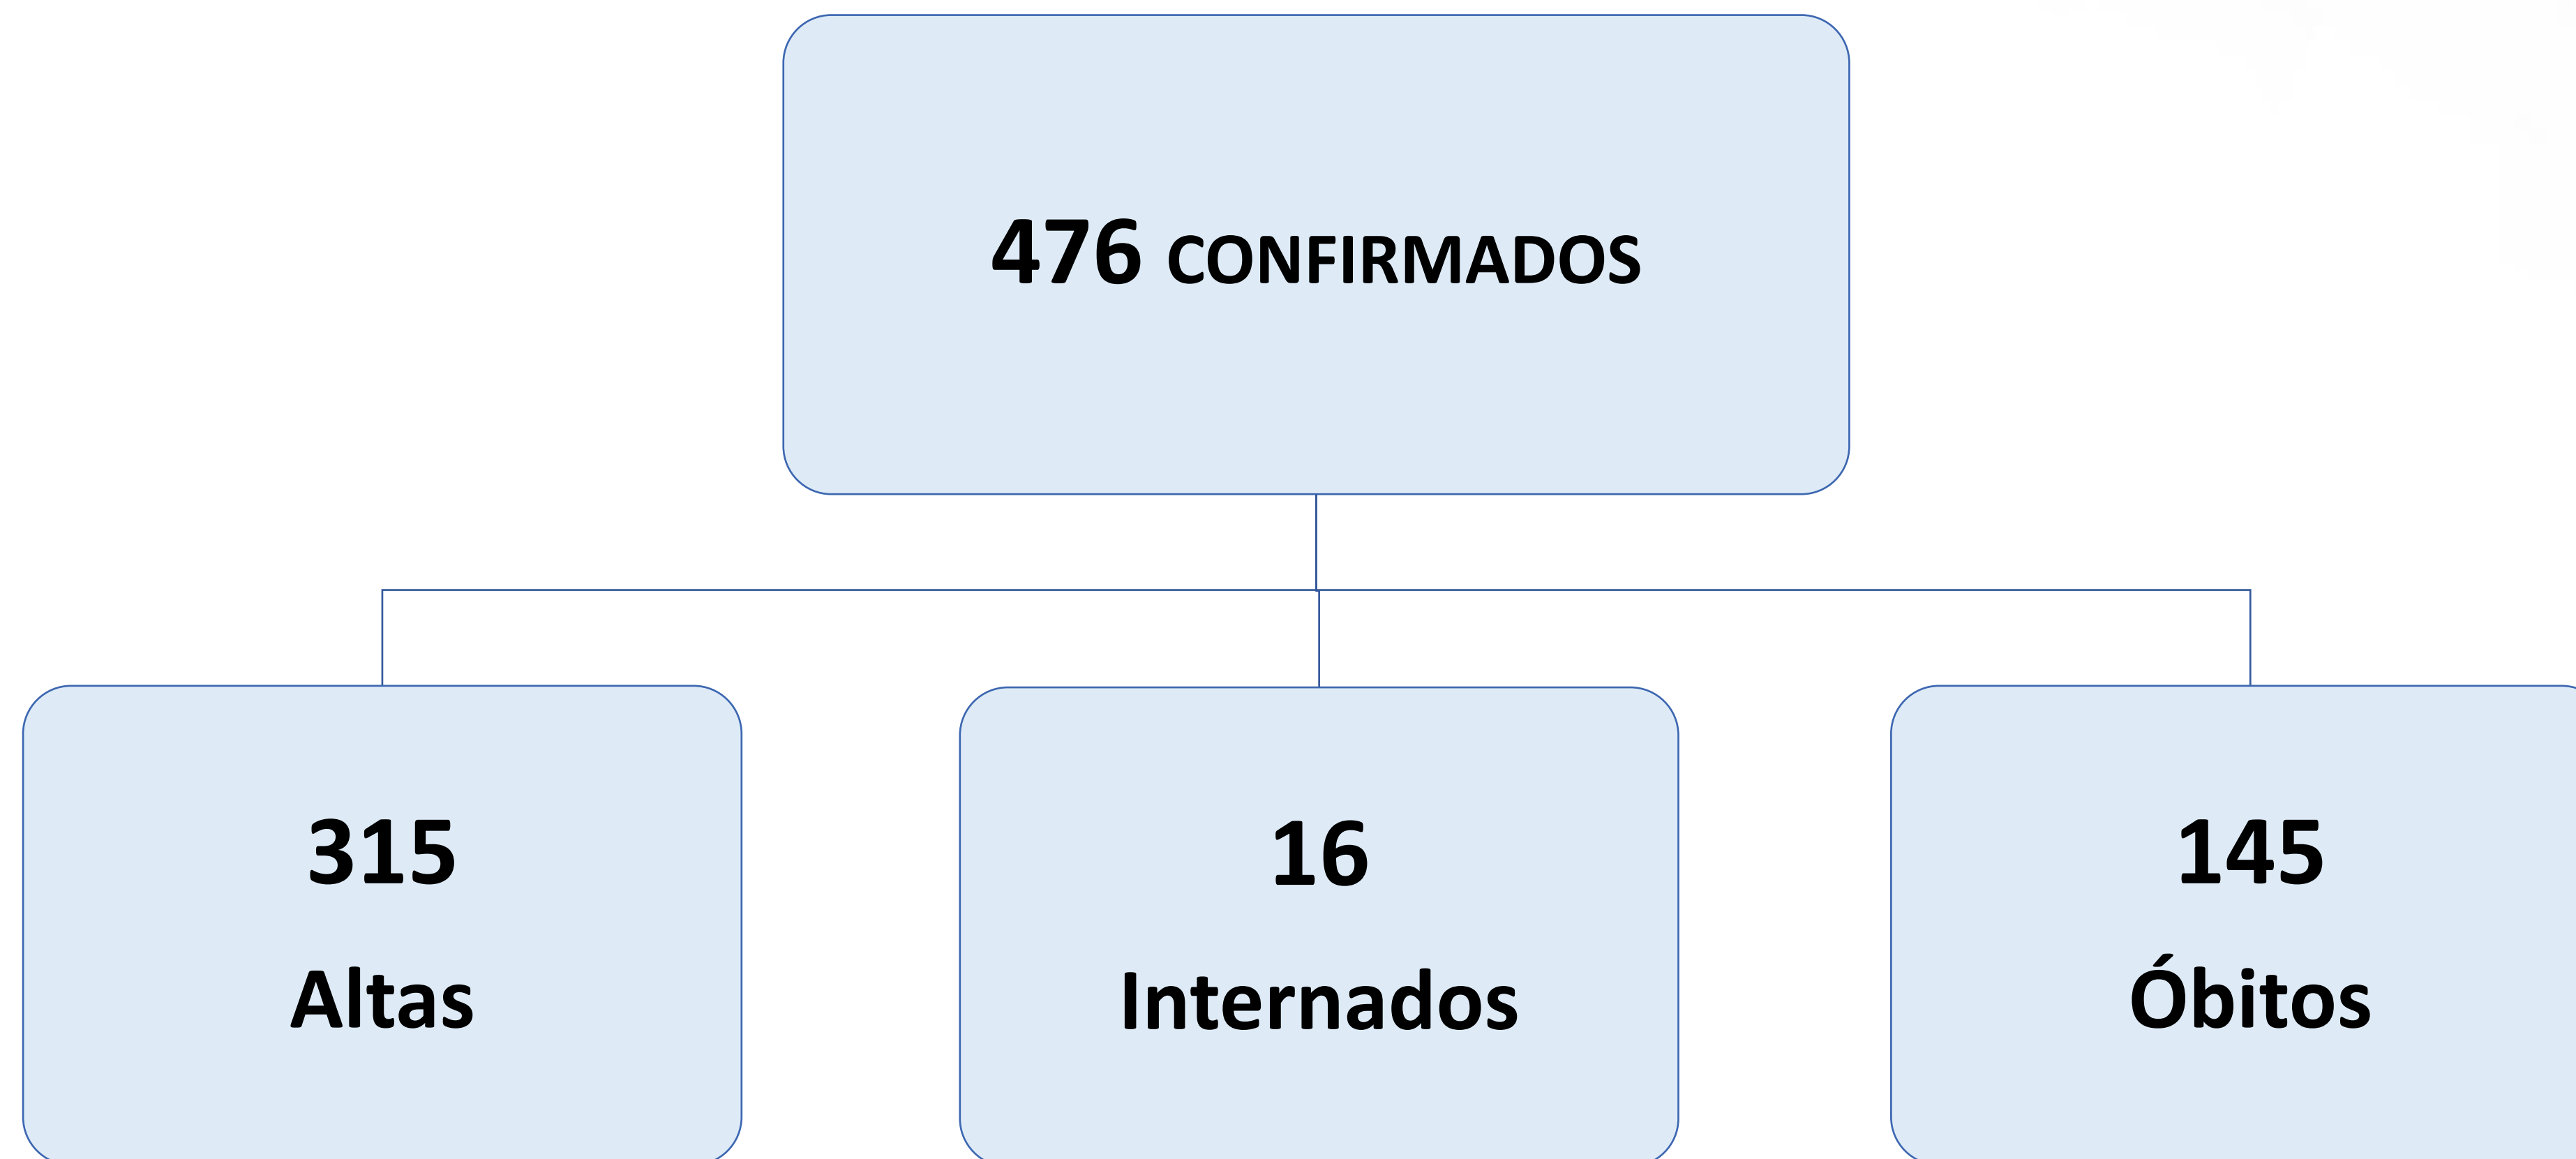 476 CONFIRMADOS
315
Altas
16
Internados
145
Óbitos